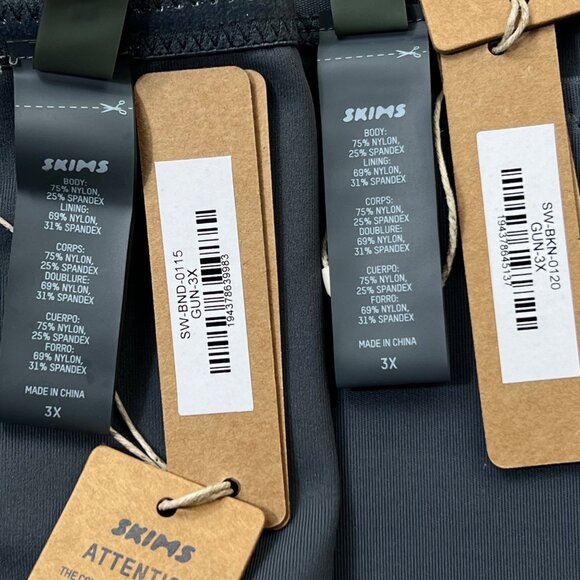 SKIMS
BODY:
75% NYLON,
25% SPANDEX
LINING:
69% NYLON,
31% SPANDEX
CORPS:
75% NYLON,
25% SPANDEX
DOUBLURE:
69% NYLON,
31% SPANDEX
CUERPO:
75% NYLON,
25% SPANDEX
FORRO:
69% NYLON,
31% SPANDEX
MADE IN CHINA
3X
SW-BND-0115
GUN-3X
194378639983
SKIMS
ATTENTIO
SKIMS
BODY:
75% NYLON,
25% SPANDEX
LINING:
69% NYLON,
31% SPANDEX
CORPS:
75% NYLON,
25% SPANDEX
DOUBLURE:
69% NYLON,
31% SPANDEX
CUERPO:
75% NYLON,
25% SPANDEX
FORRO:
69% NYLON,
31% SPANDEX
MADE IN CHINA
3X
SW-BKN-0120
GUN-3X
194378645137